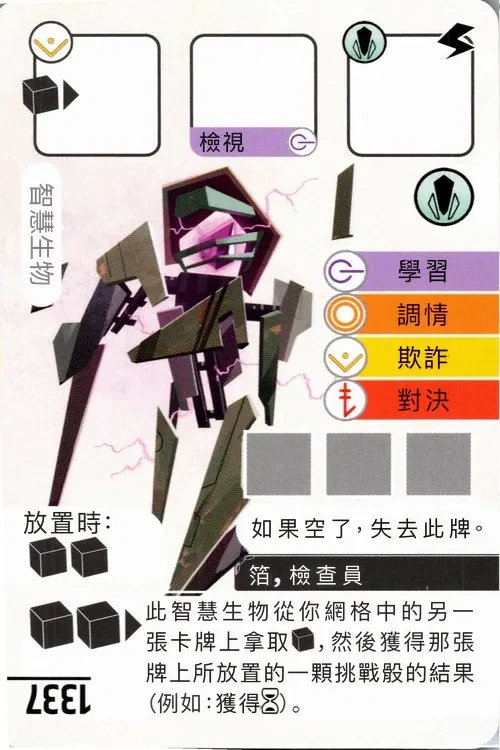 檢視
智慧生物
學習
調情
欺詐
對決
放置時:
如果空了,失去此牌。
箔,檢查員
此智慧生物從你網格中的另一
張卡牌上拿取,然後獲得那張
牌上所放置的一顆挑戰骰的結果
(例如:獲得)。
1337